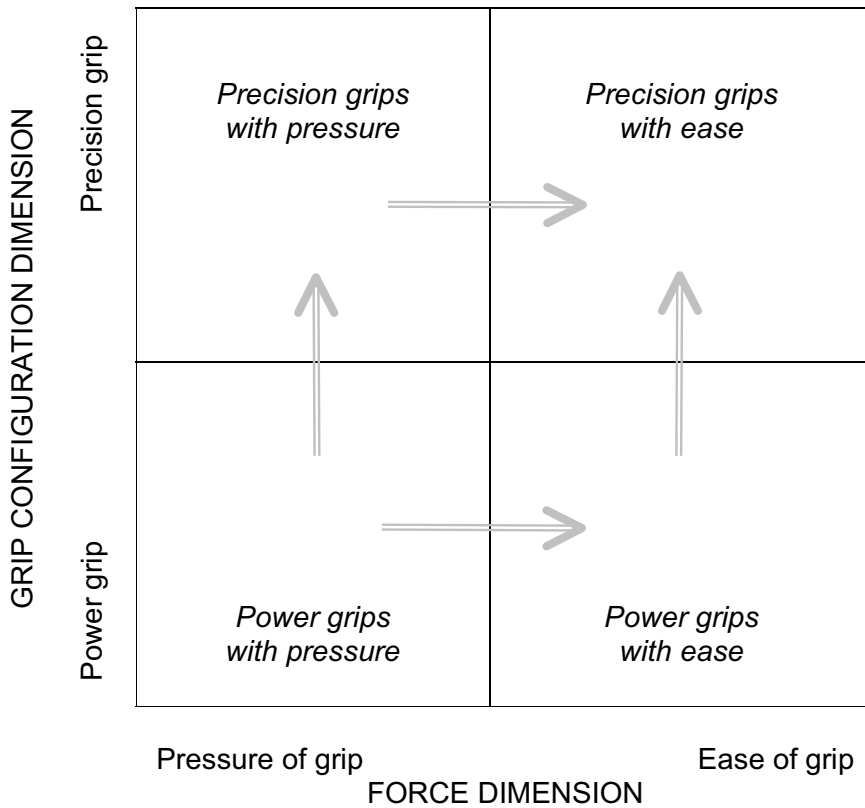 GRIP CONFIGURATION DIMENSION
Precision grip
Power grip
Precision grips
with pressure
Precision grips
with ease
Power grips
with pressure
Power grips
with ease
Pressure of grip
Ease of grip
FORCE DIMENSION